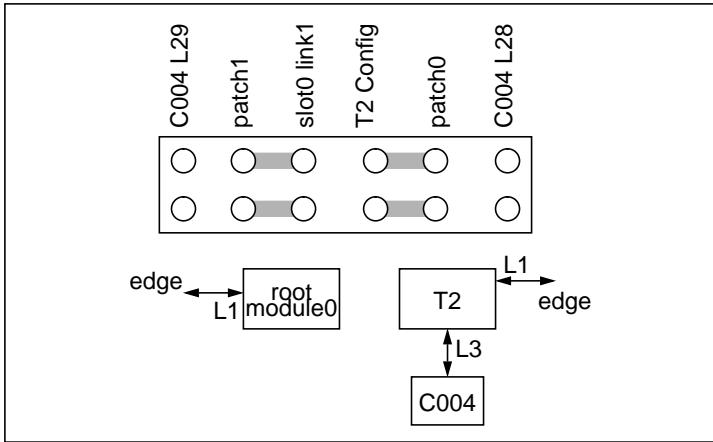 C004 L29
patch1
slot0 link1
T2 Config
patch0
C004 L28
edge
L1
root
module0
T2
L1
edge
L3
C004